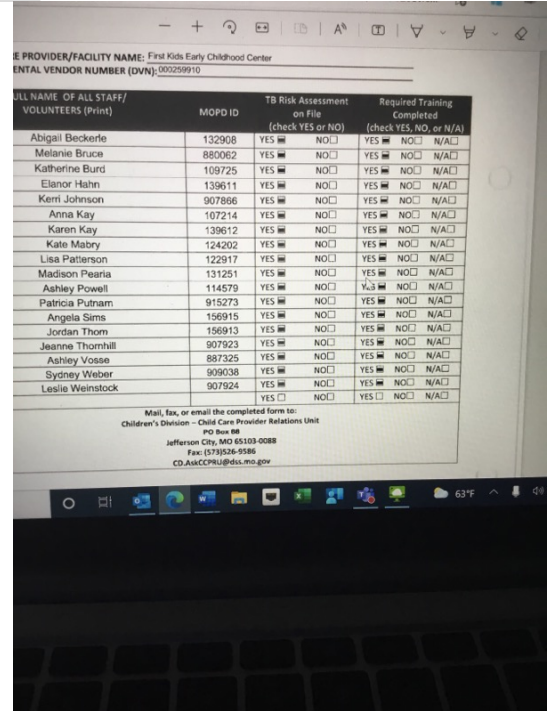 E PROVIDER/FACILITY NAME: First Kids Early Childhood Center
ENTAL VENDOR NUMBER (DVN): 000259910
ULL NAME OF ALL STAFF/ VOLUNTEERS (Print) MOPD ID TB Risk Assessment on File (check YES or NO) Required Training Completed (check YES, NO, or N/A)
Abigail Beckerle 132908 YES NO YES NO N/A
Melanie Bruce 880062 YES NO YES NO N/A
Katherine Burd 109725 YES NO YES NO N/A
Elanor Hahn 139611 YES NO YES NO N/A
Kerri Johnson 907866 YES NO YES NO N/A
Anna Kay 107214 YES NO YES NO N/A
Karen Kay 139612 YES NO YES NO N/A
Kate Mabry 124202 YES NO YES NO N/A
Lisa Patterson 122917 YES NO YES NO N/A
Madison Pearia 131251 YES NO YES NO N/A
Ashley Powell 114579 YES NO YES NO N/A
Patricia Putnam 915273 YES NO YES NO N/A
Angela Sims 156915 YES NO YES NO N/A
Jordan Thom 156913 YES NO YES NO N/A
Jeanne Thornhill 907923 YES NO YES NO N/A
Ashley Vosse 887325 YES NO YES NO N/A
Sydney Weber 909038 YES NO YES NO N/A
Leslie Weinstock 907924 YES NO YES NO N/A
YES NO YES NO N/A
Mail, fax, or email the completed form to:
Children's Division – Child Care Provider Relations Unit
PO Box 88
Jefferson City, MO 65103-0088
Fax: (573)526-9586
CD.AskCCPRU@dss.mo.gov
63°F